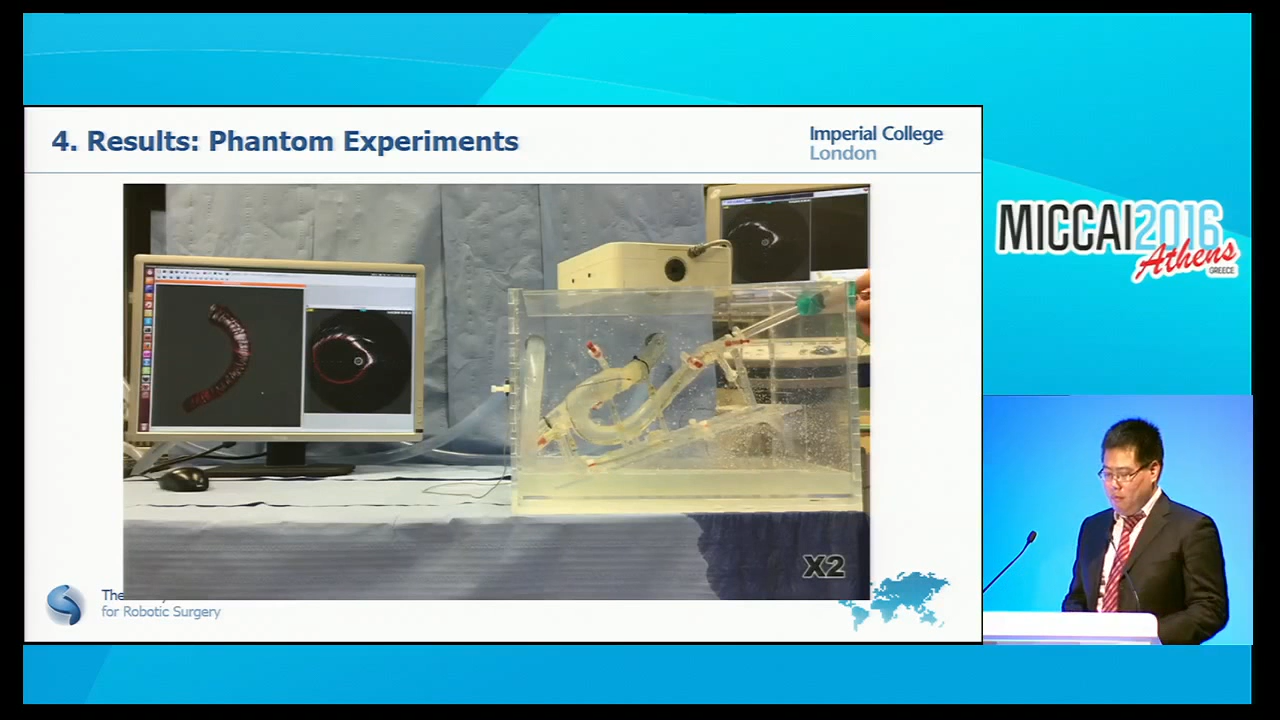 4. Results: Phantom Experiments
Imperial College
London
MICCAI2016
Athens
GREECE
X2
The
for Robotic Surgery